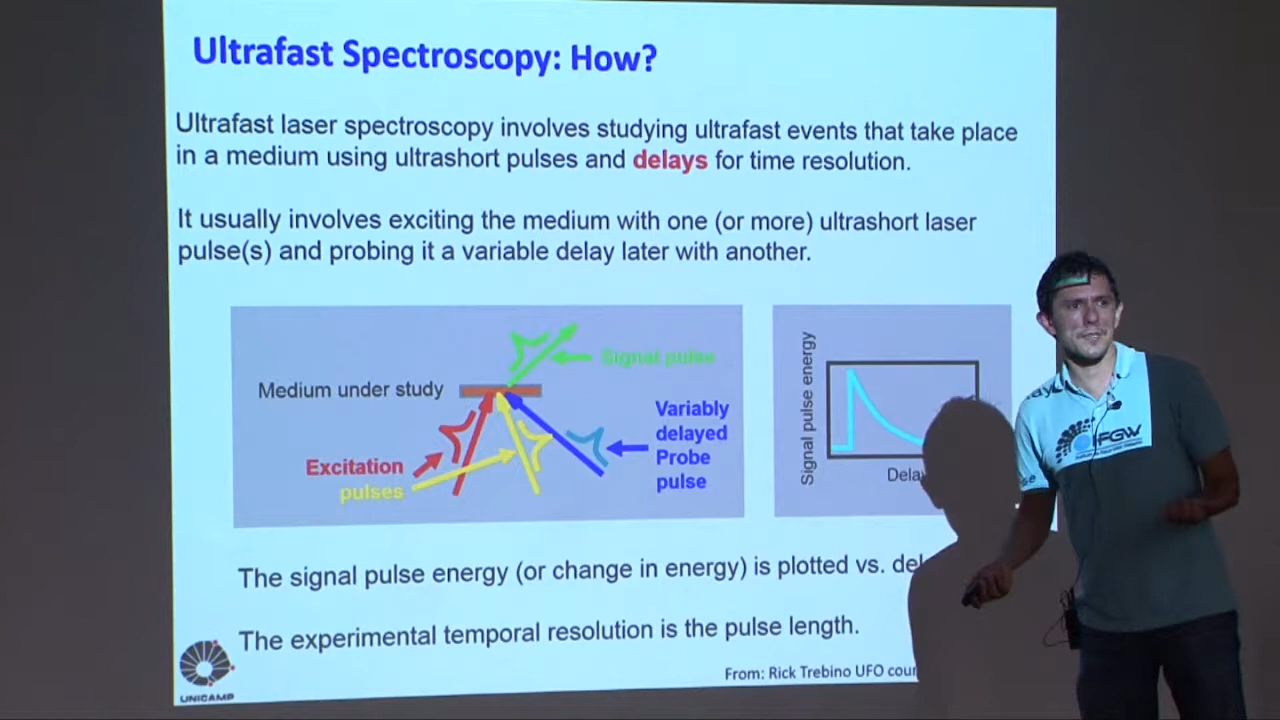 Ultrafast Spectroscopy: How?
Ultrafast laser spectroscopy involves studying ultrafast events that take place
in a medium using ultrashort pulses and delays for time resolution.
It usually involves exciting the medium with one (or more) ultrashort laser
pulse(s) and probing it a variable delay later with another.
Signal pulse
Medium under study
Variably
delayed
Probe
pulse
Excitation
pulses
Signal pulse energy
Dela
The signal pulse energy (or change in energy) is plotted vs. del
The experimental temporal resolution is the pulse length.
From: Rick Trebino UFO cour
UNICAMP
IFGW